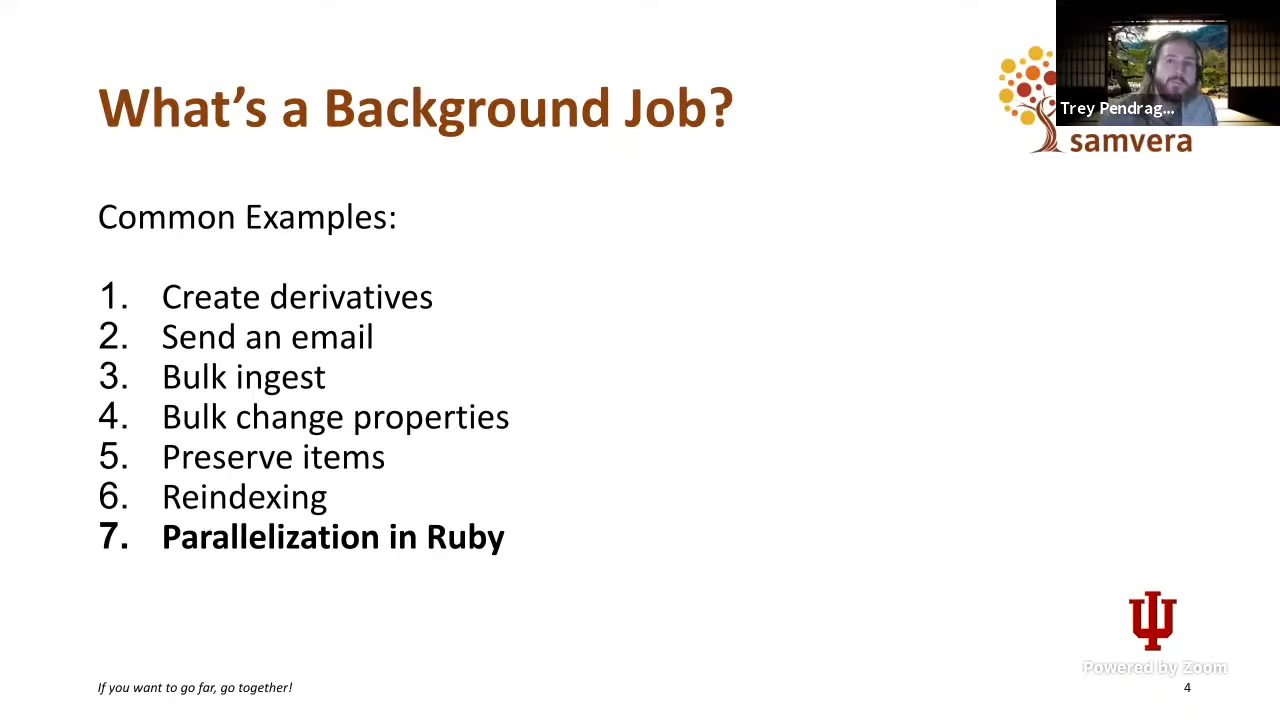 What's a Background Job?
Trey Pendrag...
samvera
Common Examples:
1. Create derivatives
2. Send an email
3. Bulk ingest
4. Bulk change properties
5. Preserve items
6. Reindexing
7. Parallelization in Ruby
Powered by Zoom
If you want to go far, go together!
4